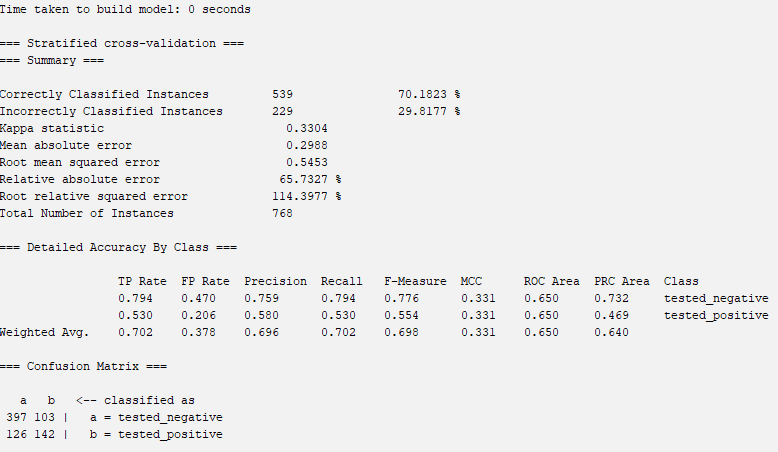 Time taken to build model: 0 seconds
=== Stratified cross-validation ===
=== Summary ===
Correctly Classified Instances 539 70.1823 %
Incorrectly Classified Instances 229 29.8177 %
Kappa statistic 0.3304
Mean absolute error 0.2988
Root mean squared error 0.5453
Relative absolute error 65.7327 %
Root relative squared error 114.3977 %
Total Number of Instances 768
=== Detailed Accuracy By Class ===
TP Rate FP Rate Precision Recall F-Measure MCC ROC Area PRC Area Class
0.794 0.470 0.759 0.794 0.776 0.331 0.650 0.732 tested_negative
0.530 0.206 0.580 0.530 0.554 0.331 0.650 0.469 tested_positive
Weighted Avg. 0.702 0.378 0.696 0.702 0.698 0.331 0.650 0.640
=== Confusion Matrix ===
a b <-- classified as
397 103 | a = tested_negative
126 142 | b = tested_positive